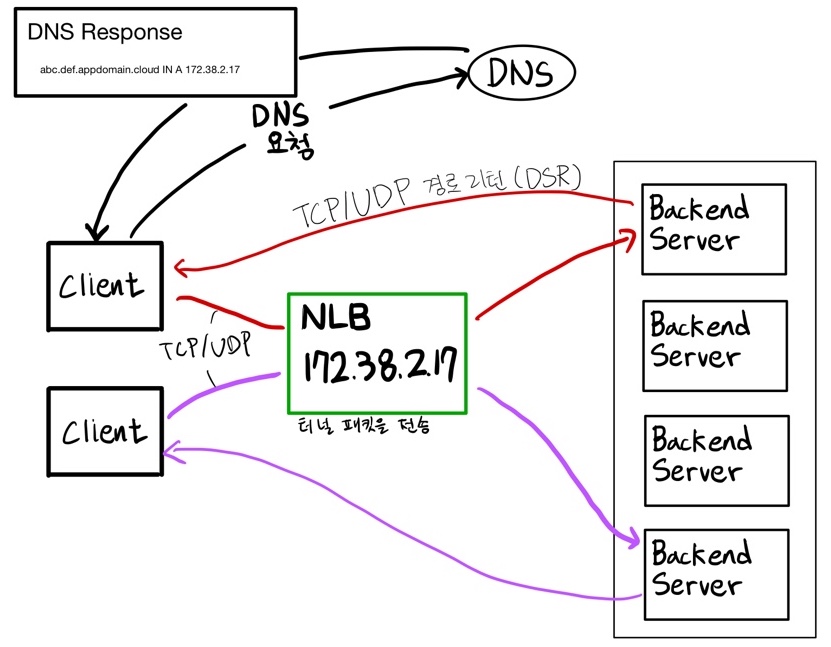 DNS Response
abc.def.appdomain.cloud IN A 172.38.2.17
DNS
DNS
요청
TCP/UDP 경로 리턴 (DSR)
Client
TCP/UDP
Client
NLB
172.38.2.17
터널 패킷을 전송
Backend
Server
Backend
Server
Backend
Server
Backend
Server